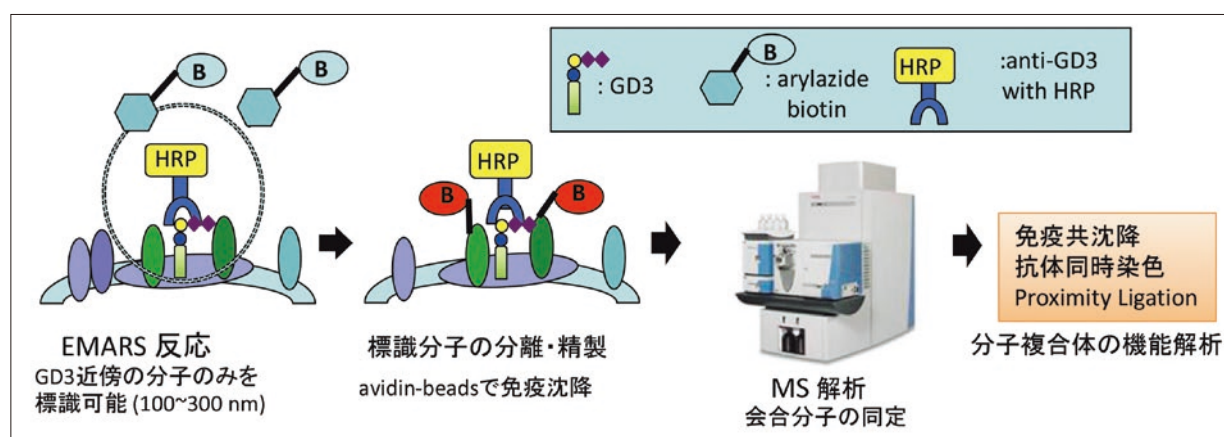 B
B
HRP
: GD3
B
: arylazide
biotin
HRP
:anti-GD3
with HRP
HRP
B
B
EMARS 反応
GD3近傍の分子のみを
標識可能 (100~300 nm)
標識分子の分離・精製
avidin-beadsで免疫沈降
MS 解析
会合分子の同定
免疫共沈降
抗体同時染色
Proximity Ligation
分子複合体の機能解析